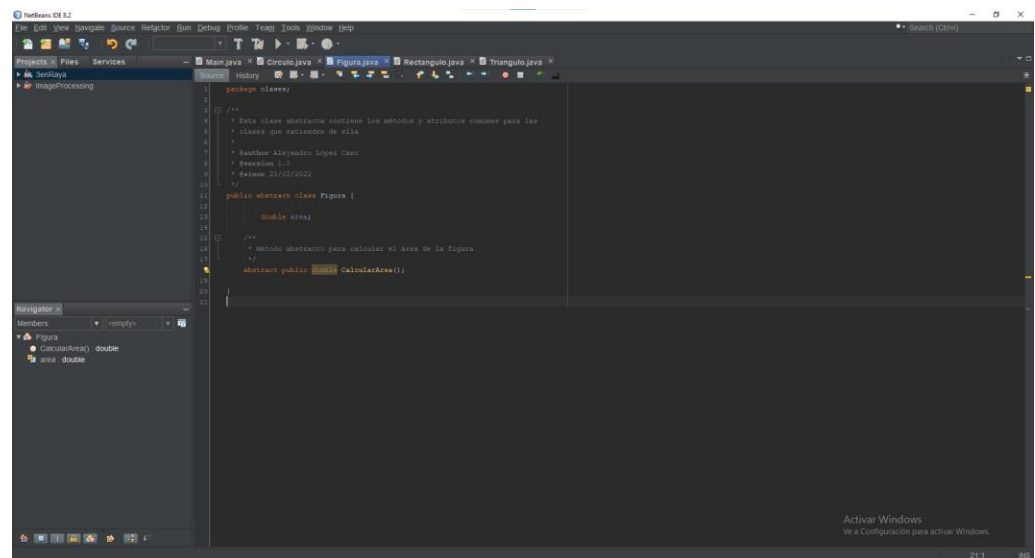 NetBeans IDE 8.2
File Edit View Navigate Source Refactor Run Debug Profile Team Tools Window Help
Search (Ctrl+I)
Projects Files Services
Main.java Circulo.java Figura.java Rectangulo.java Triangulo.java
3enRaya
ImageProcessing
Source History
1 package clases;
2
3 /**
4 * Esta clase abstracta contiene los métodos y atributos comunes para las
5 * clases que extienden de ella
6 *
7 * @author Alejandro López Cano
8 * @version 1.0
9 * @since 25/02/2022
10 */
11 public abstract class Figura {
12
13 double area;
14
15 /**
16 * Método abstracto para calcular el area de la figura
17 */
abstract public double CalcularArea();
19
20 }
21
Navigator
Members <empty>
Figura
CalcularArea() : double
area : double
Activar Windows
Ve a Configuración para activar Windows.
21:1 INS